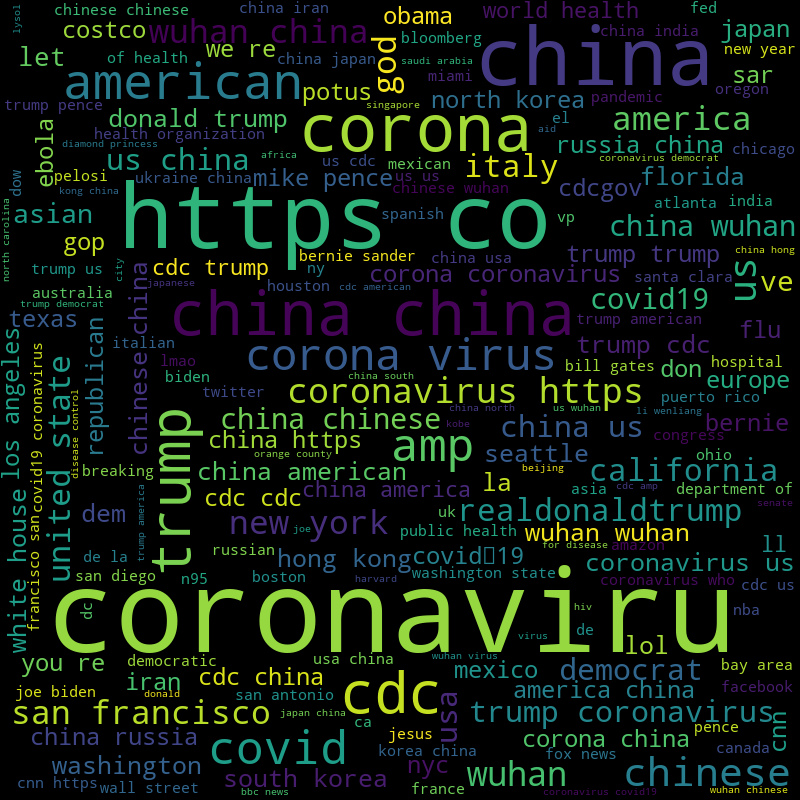 lysol
chinese chinese
china iran
obama
world health
fed
costco
wuhan china
we re
bloomberg
china india
japan
let
of health
china japan
god
saudi arabia
china
new year
american
potus
miami
sar
trump pence
donald trump
singapore
north korea
pandemic
oregon
corona
america
ebola
health organization
el
aid
diamond princess
us china
africa
us cdc
mexican
italy
russia china
coronavirus democrat
chicago
pelosi
ukraine china
mike pence
us us
chinese wuhan
cdcgov
florida
dow
kong china
asian
https co
spanish
vp
atlanta
india
china wuhan
north carolina
gop
bernie sander
china usa
trump trump
china hong
trump us
city
cdc trump
ny
corona coronavirus
santa clara
us
ve
australia
japanese
houston
cdc american
covid19
trump democrat
texas
chinese china
china china
trump american
flu
republican
italian
lmao
corona virus
trump cdc
los angeles
covid19 coronavirus
biden
china south
bill gates
don
hospital
europe
united state
disease control
twitter
coronavirus https
puerto rico
trump
china chinese
china north
us wuhan
li wenliang
bernie
china https
kobe
china us
congress
amp
orange county
seattle
ohio
breaking
china american
beijing
california
white house
francisco san
trump america
cdc cdc
china america
la
asia
cdc amp
department of
dem
new york
joe
uk
realdonaldtrump
senate
public health
wuhan wuhan
amazon
de la
russian
hong kong
covid19
for disease
ll
san diego
n95
boston
washington state
coronavirus us
harvard
coronavirus who
cdc us
dc
coronaviru
hiv
nba
virus
de
lol
you re
democratic
usa china
wuhan virus
mexico
democrat
bay area
iran
cdc china
cdc
america china
joe biden
donald
san antonio
usa
facebook
san francisco
japan china
ca
trump coronavirus
cnn
pence
china russia
covid
jesus
corona china
korea china
fox news
canada
washington
nyc
wuhan
chinese
cnn https
wall street
south korea
bbc news
france
coronavirus covid19
wuhan chinese